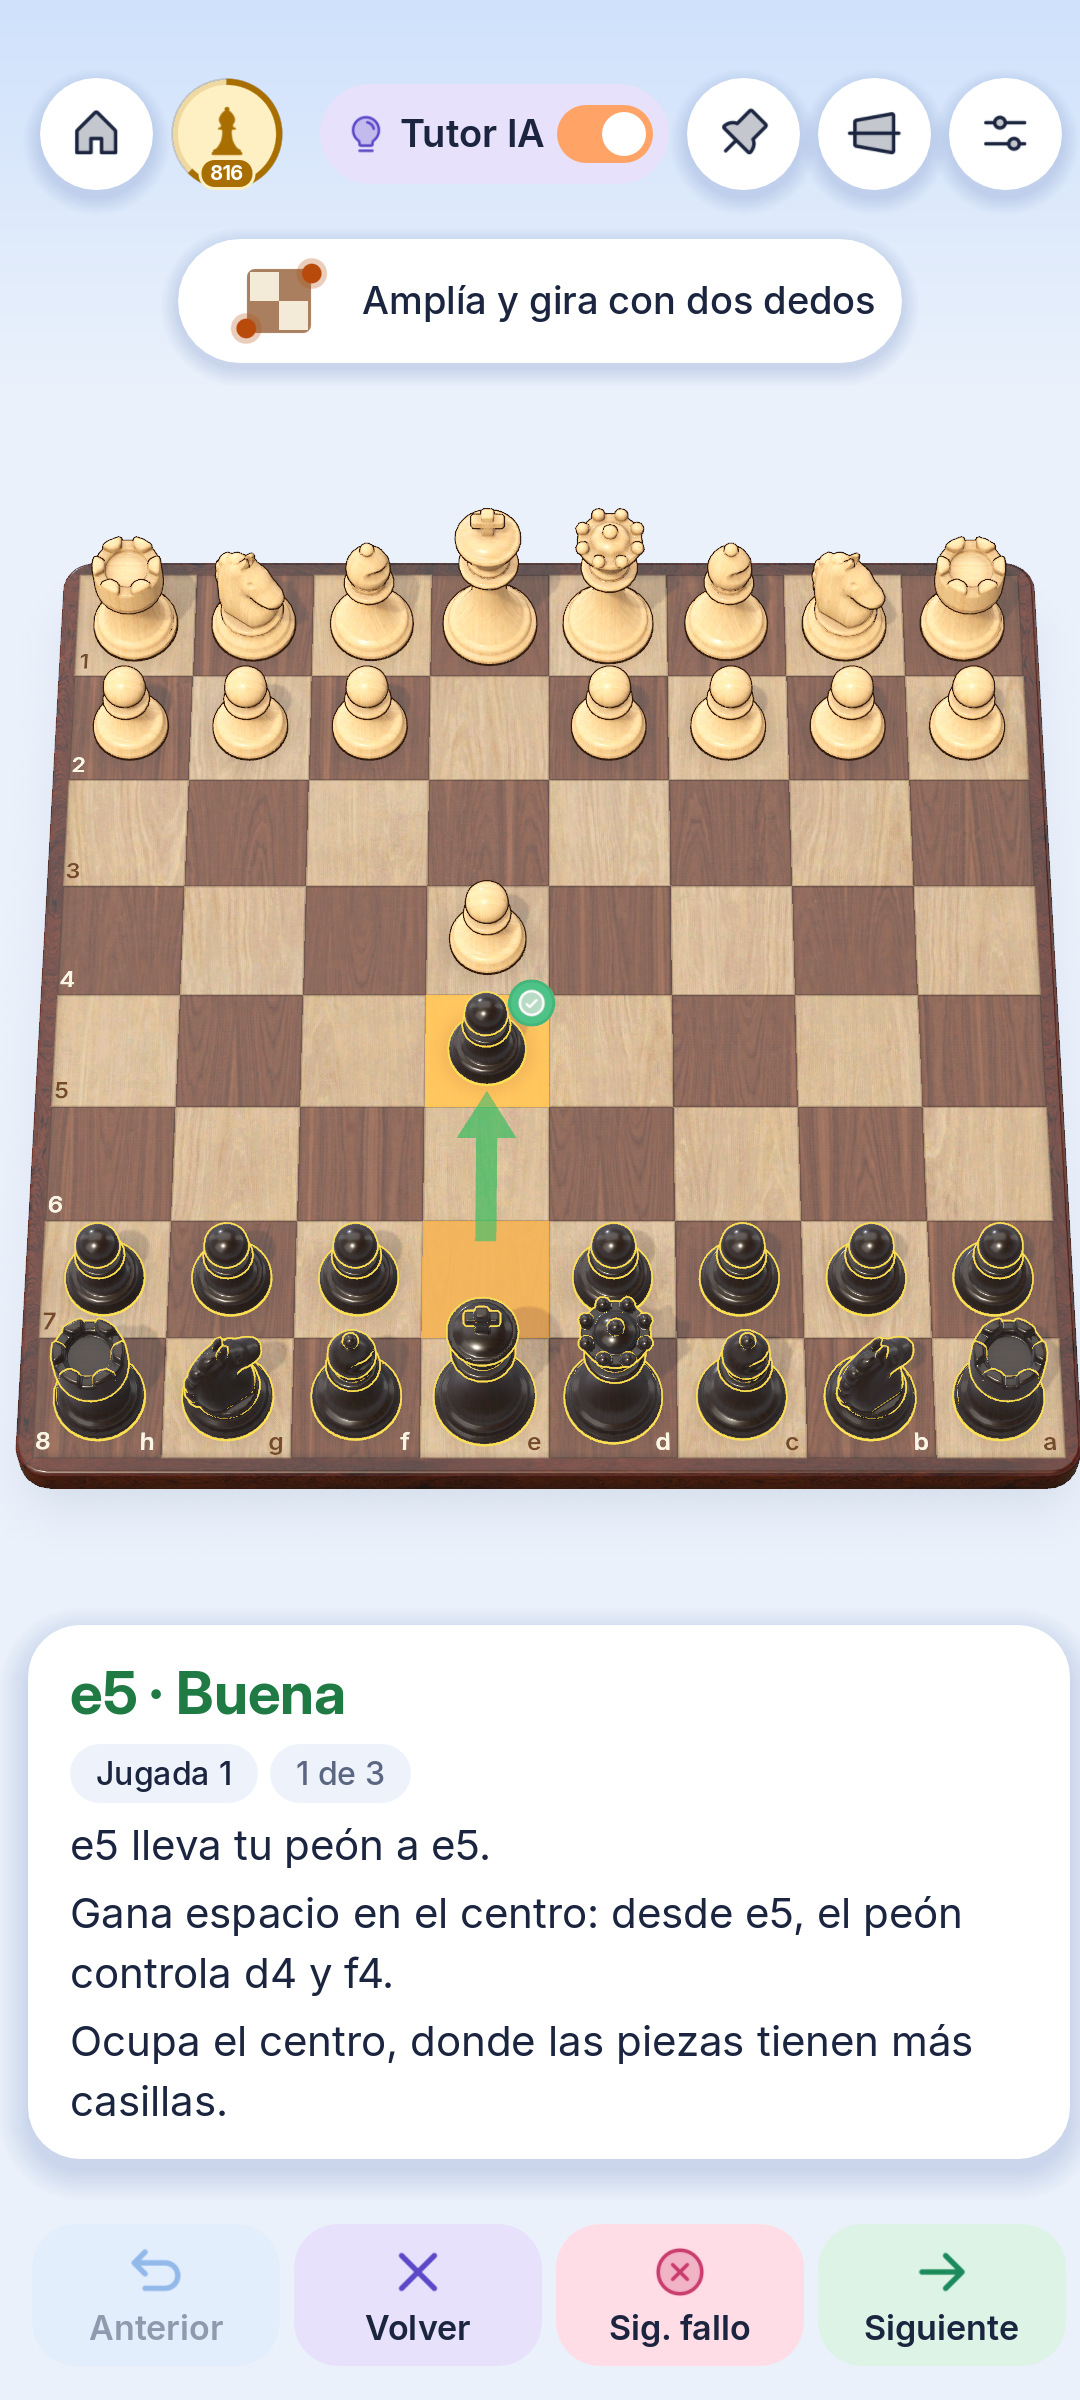 816
Tutor IA
Amplía y gira con dos dedos
1
2
3
4
5
6
7
8 h g f e d c b a
e5 · Buena
Jugada 1 1 de 3
e5 lleva tu peón a e5.
Gana espacio en el centro: desde e5, el peón
controla d4 y f4.
Ocupa el centro, donde las piezas tienen más
casillas.
Anterior Volver Sig. fallo Siguiente